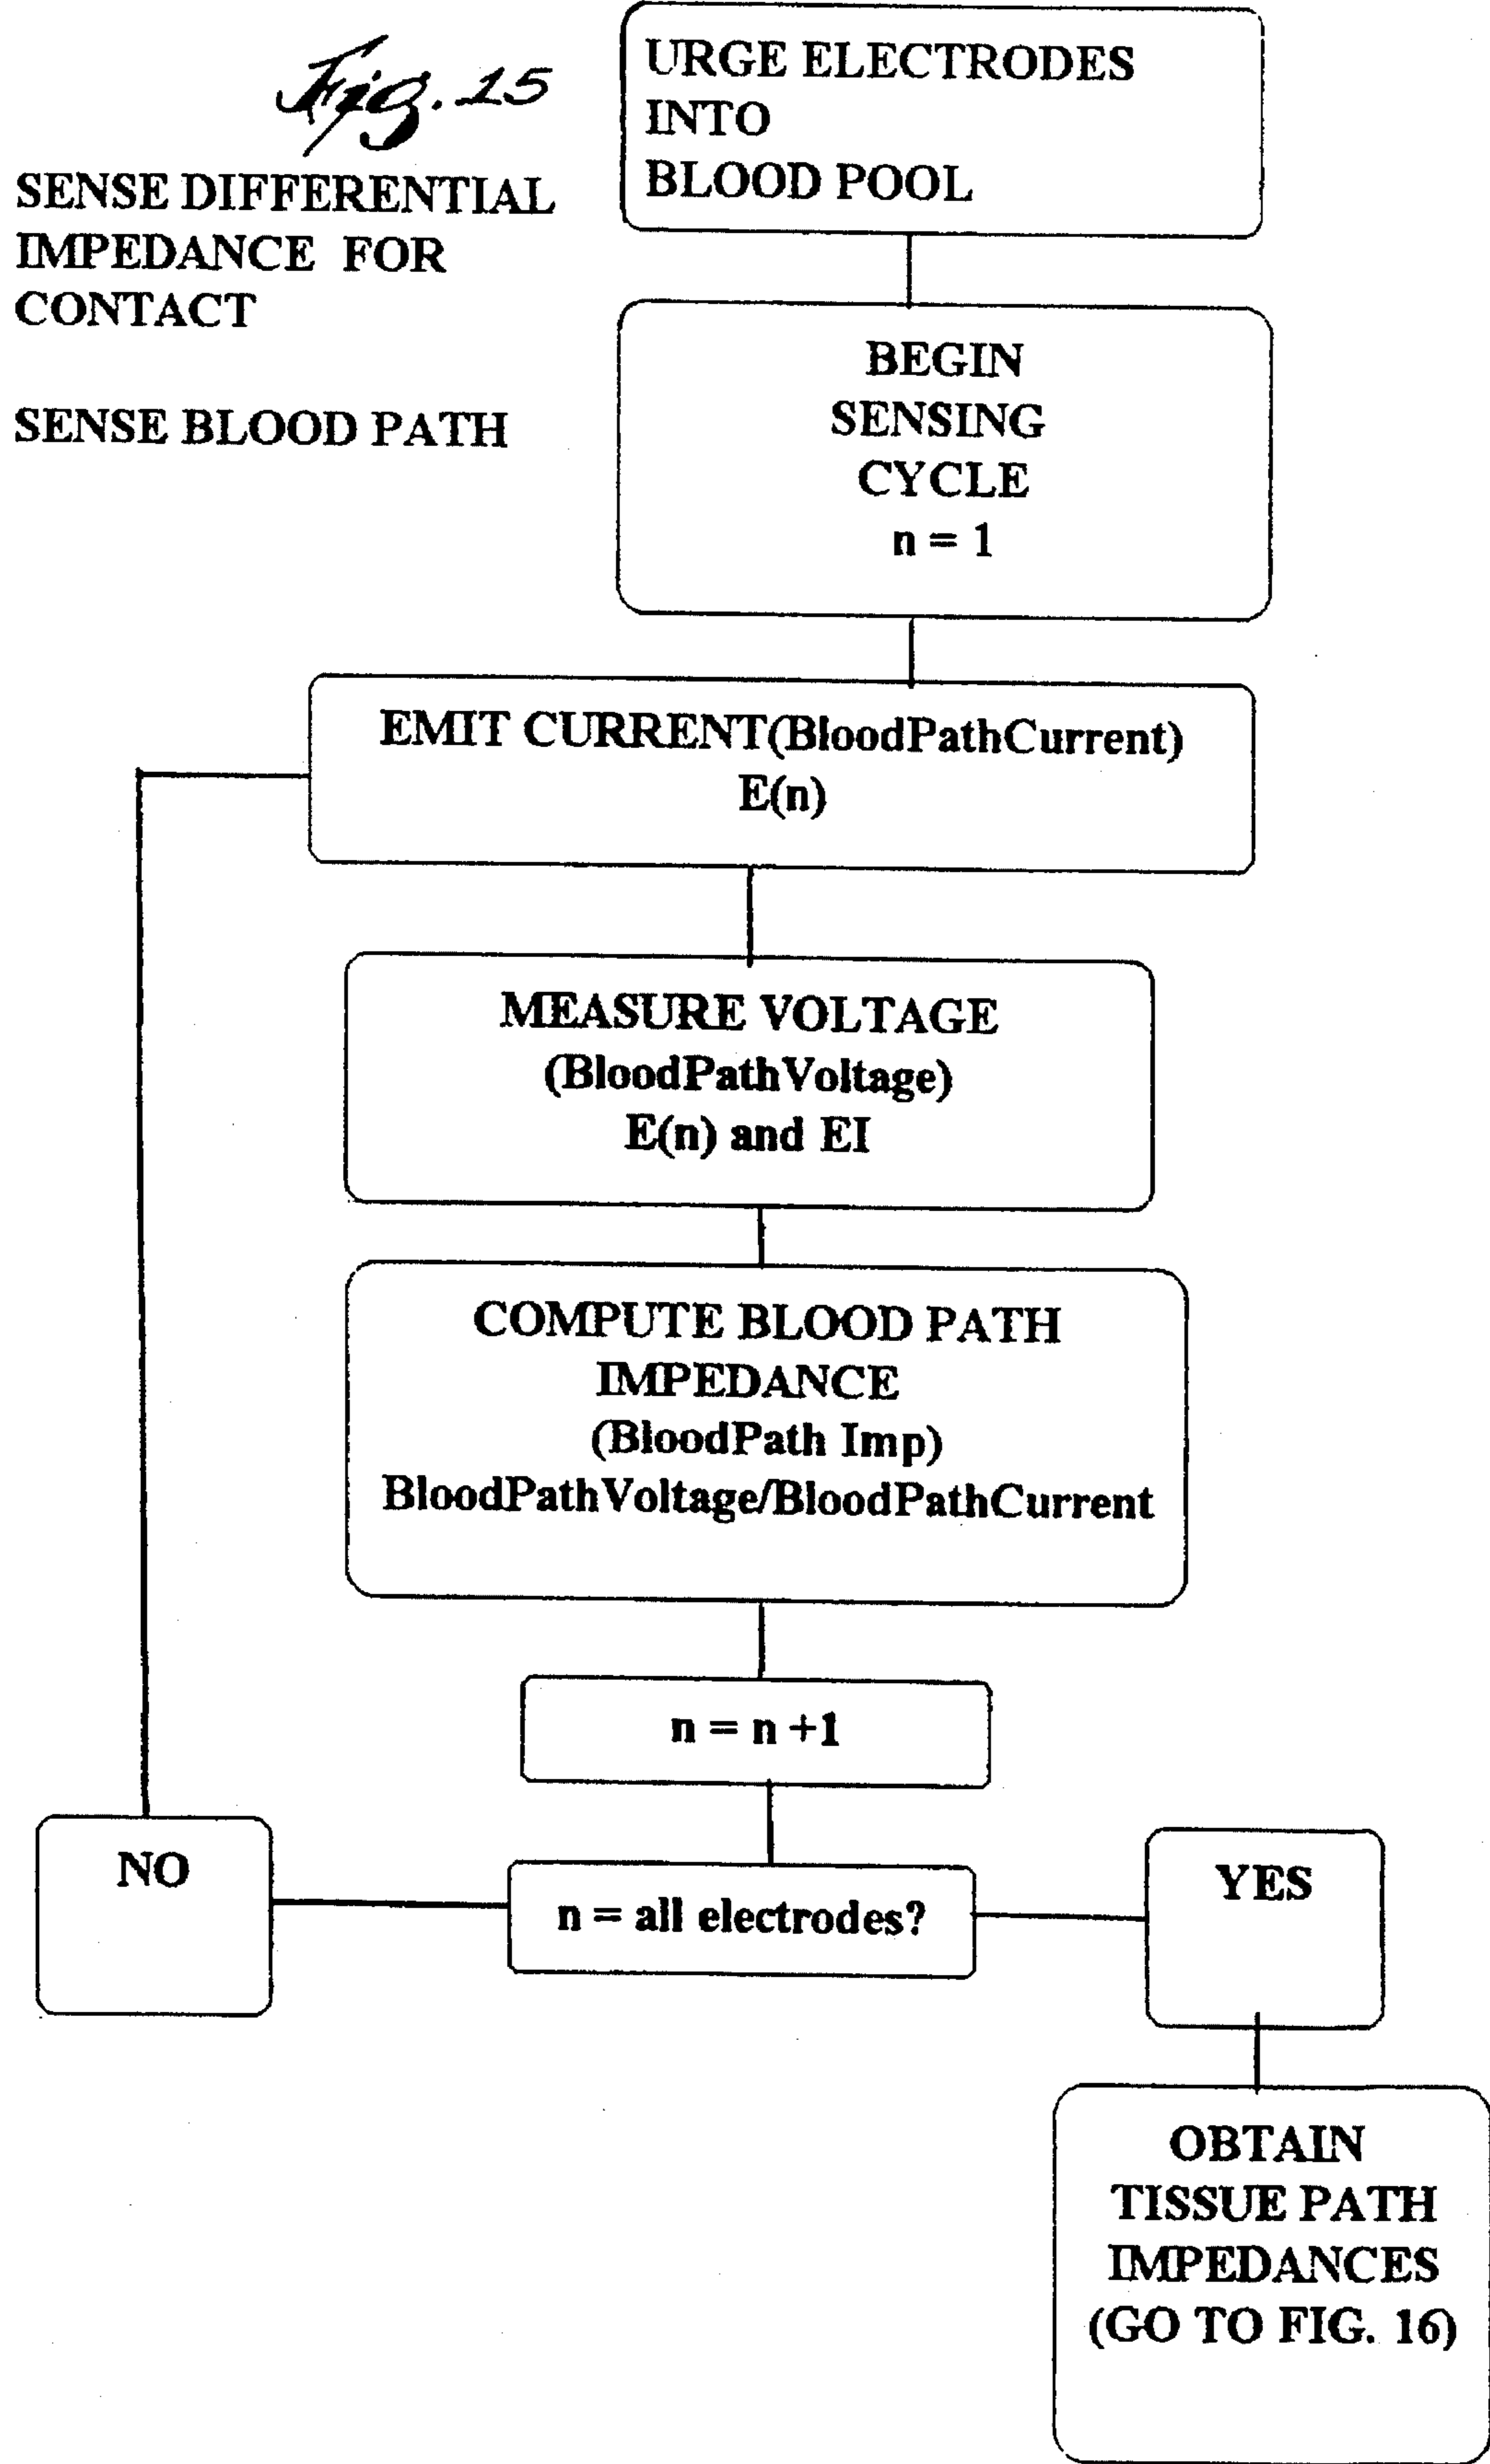 Fig. 15
SENSE DIFFERENTIAL
IMPEDANCE FOR
CONTACT
SENSE BLOOD PATH
URGE ELECTRODES
INTO
BLOOD POOL
BEGIN
SENSING
CYCLE
n = 1
EMIT CURRENT(BloodPathCurrent)
E(n)
MEASURE VOLTAGE
(BloodPathVoltage)
E(n) and EI
COMPUTE BLOOD PATH
IMPEDANCE
(BloodPath Imp)
BloodPathVoltage/BloodPathCurrent
n = n +1
NO
n = all electrodes?
YES
OBTAIN
TISSUE PATH
IMPEDANCES
(GO TO FIG. 16)